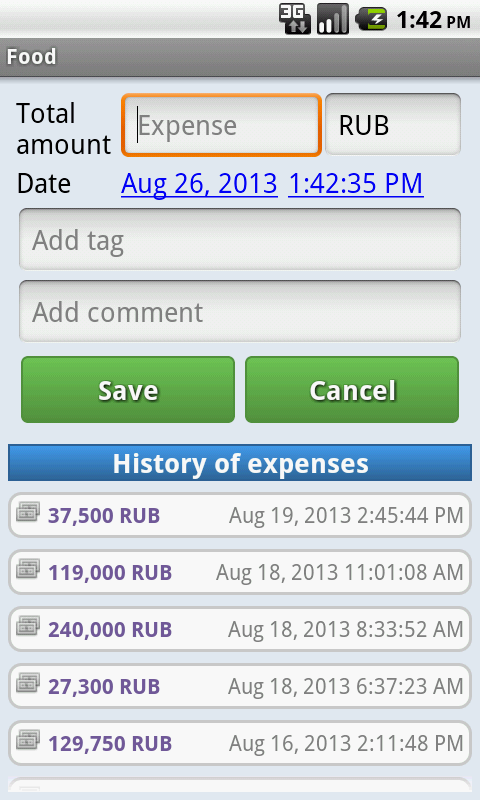 3G 1:42 PM
Food
Total amount Expense RUB
Date Aug 26, 2013 1:42:35 PM
Add tag
Add comment
Save Cancel
History of expenses
37,500 RUB Aug 19, 2013 2:45:44 PM
119,000 RUB Aug 18, 2013 11:01:08 AM
240,000 RUB Aug 18, 2013 8:33:52 AM
27,300 RUB Aug 18, 2013 6:37:23 AM
129,750 RUB Aug 16, 2013 2:11:48 PM